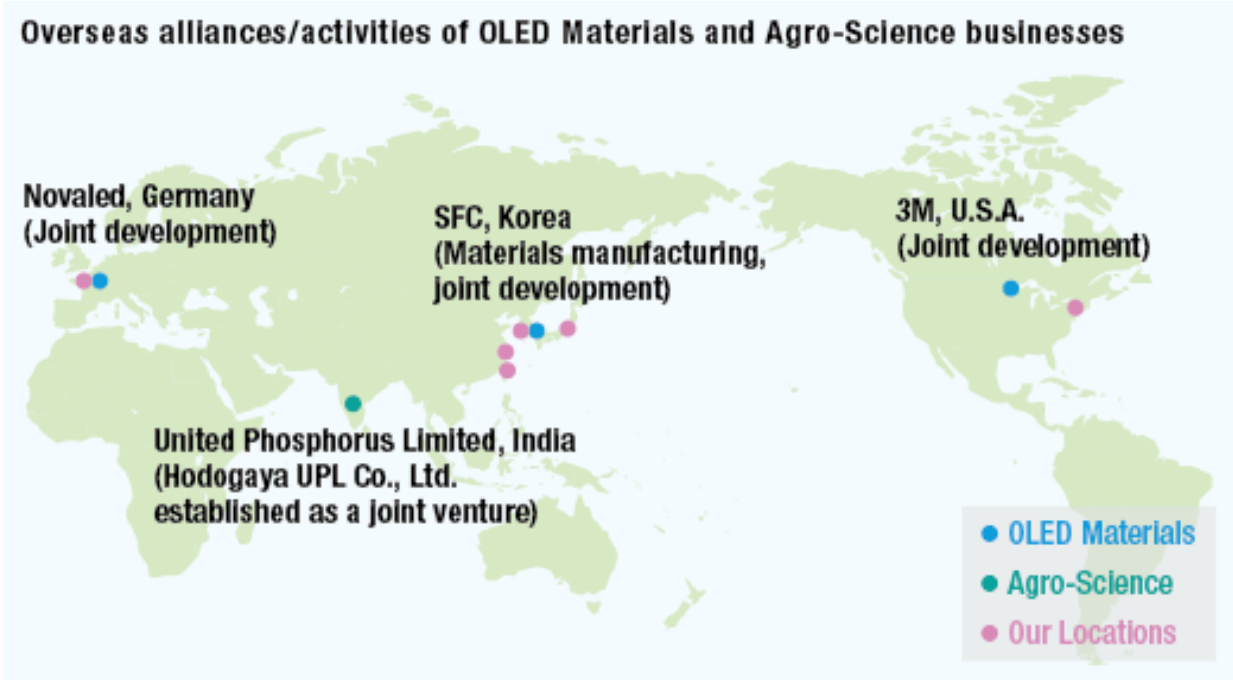 Overseas alliances/activities of OLED Materials and Agro-Science businesses
Novaled, Germany
(Joint development)
SFC, Korea
(Materials manufacturing,
joint development)
3M, U.S.A.
(Joint development)
United Phosphorus Limited, India
(Hodogaya UPL Co., Ltd.
established as a joint venture)
OLED Materials
Agro-Science
Our Locations